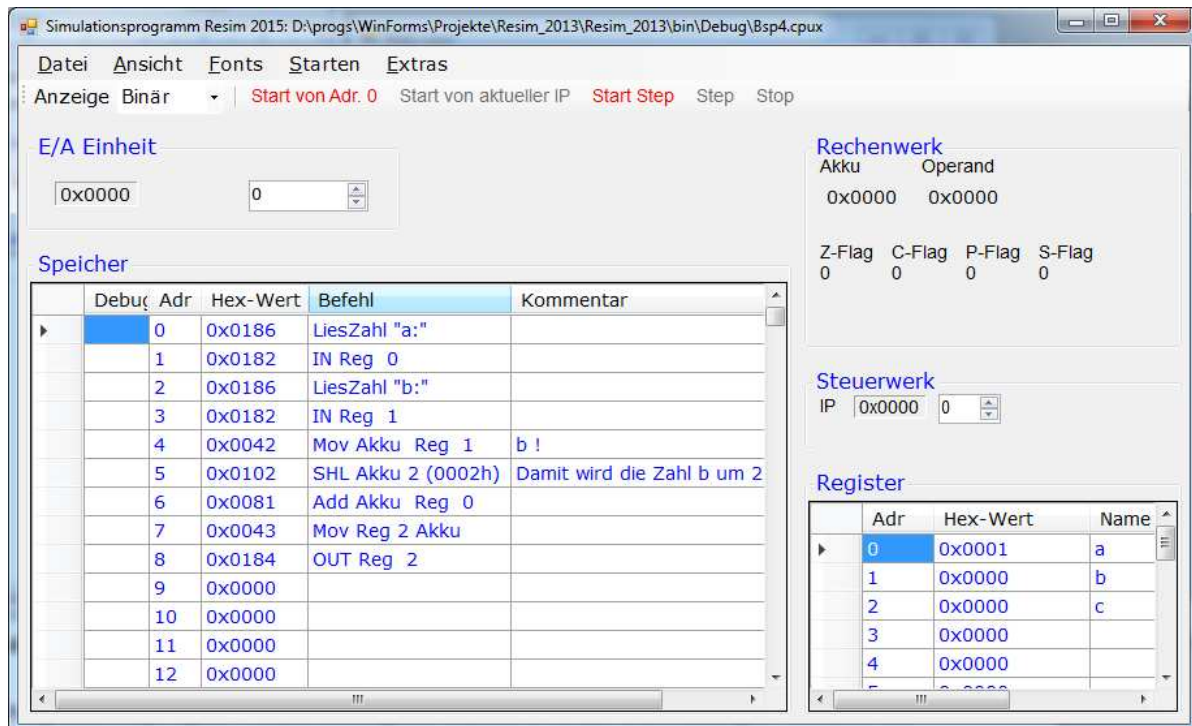 Simulationsprogramm Resim 2015: D:\progs\WinForms\Projekte\Resim_2013\Resim_2013\bin\Debug\Bsp4.cpux
Datei Ansicht Fonts Starten Extras
Anzeige Binär Start von Adr. 0 Start von aktueller IP Start Step Step Stop
E/A Einheit
0x0000 0
Speicher
Debug Adr Hex-Wert Befehl Kommentar
0 0x0186 LiesZahl "a:"
1 0x0182 IN Reg 0
2 0x0186 LiesZahl "b:"
3 0x0182 IN Reg 1
4 0x0042 Mov Akku Reg 1 b !
5 0x0102 SHL Akku 2 (0002h) Damit wird die Zahl b um 2
6 0x0081 Add Akku Reg 0
7 0x0043 Mov Reg 2 Akku
8 0x0184 OUT Reg 2
9 0x0000
10 0x0000
11 0x0000
12 0x0000
Rechenwerk
Akku Operand
0x0000 0x0000
Z-Flag C-Flag P-Flag S-Flag
0 0 0 0
Steuerwerk
IP 0x0000 0
Register
Adr Hex-Wert Name
0 0x0001 a
1 0x0000 b
2 0x0000 c
3 0x0000
4 0x0000